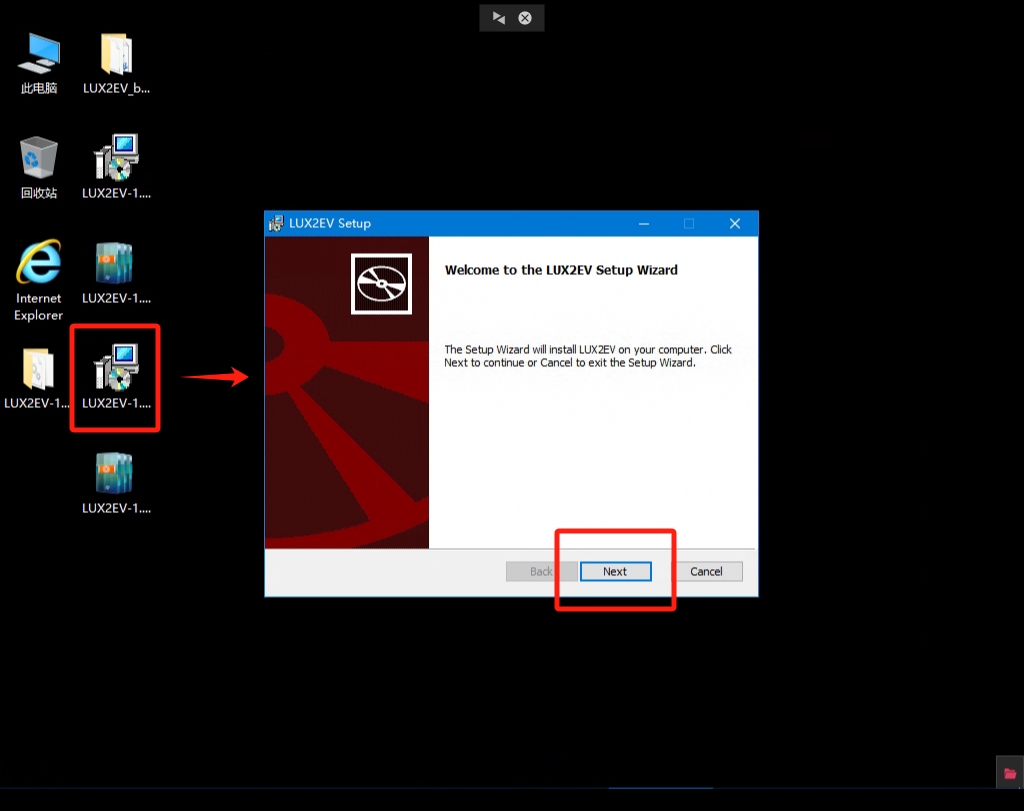 此电脑
LUX2EV_b...
回收站
LUX2EV-1....
Internet
Explorer
LUX2EV-1....
LUX2EV-1...
LUX2EV-1....
LUX2EV-1....
LUX2EV Setup
Welcome to the LUX2EV Setup Wizard
The Setup Wizard will install LUX2EV on your computer. Click
Next to continue or Cancel to exit the Setup Wizard.
Back
Next
Cancel